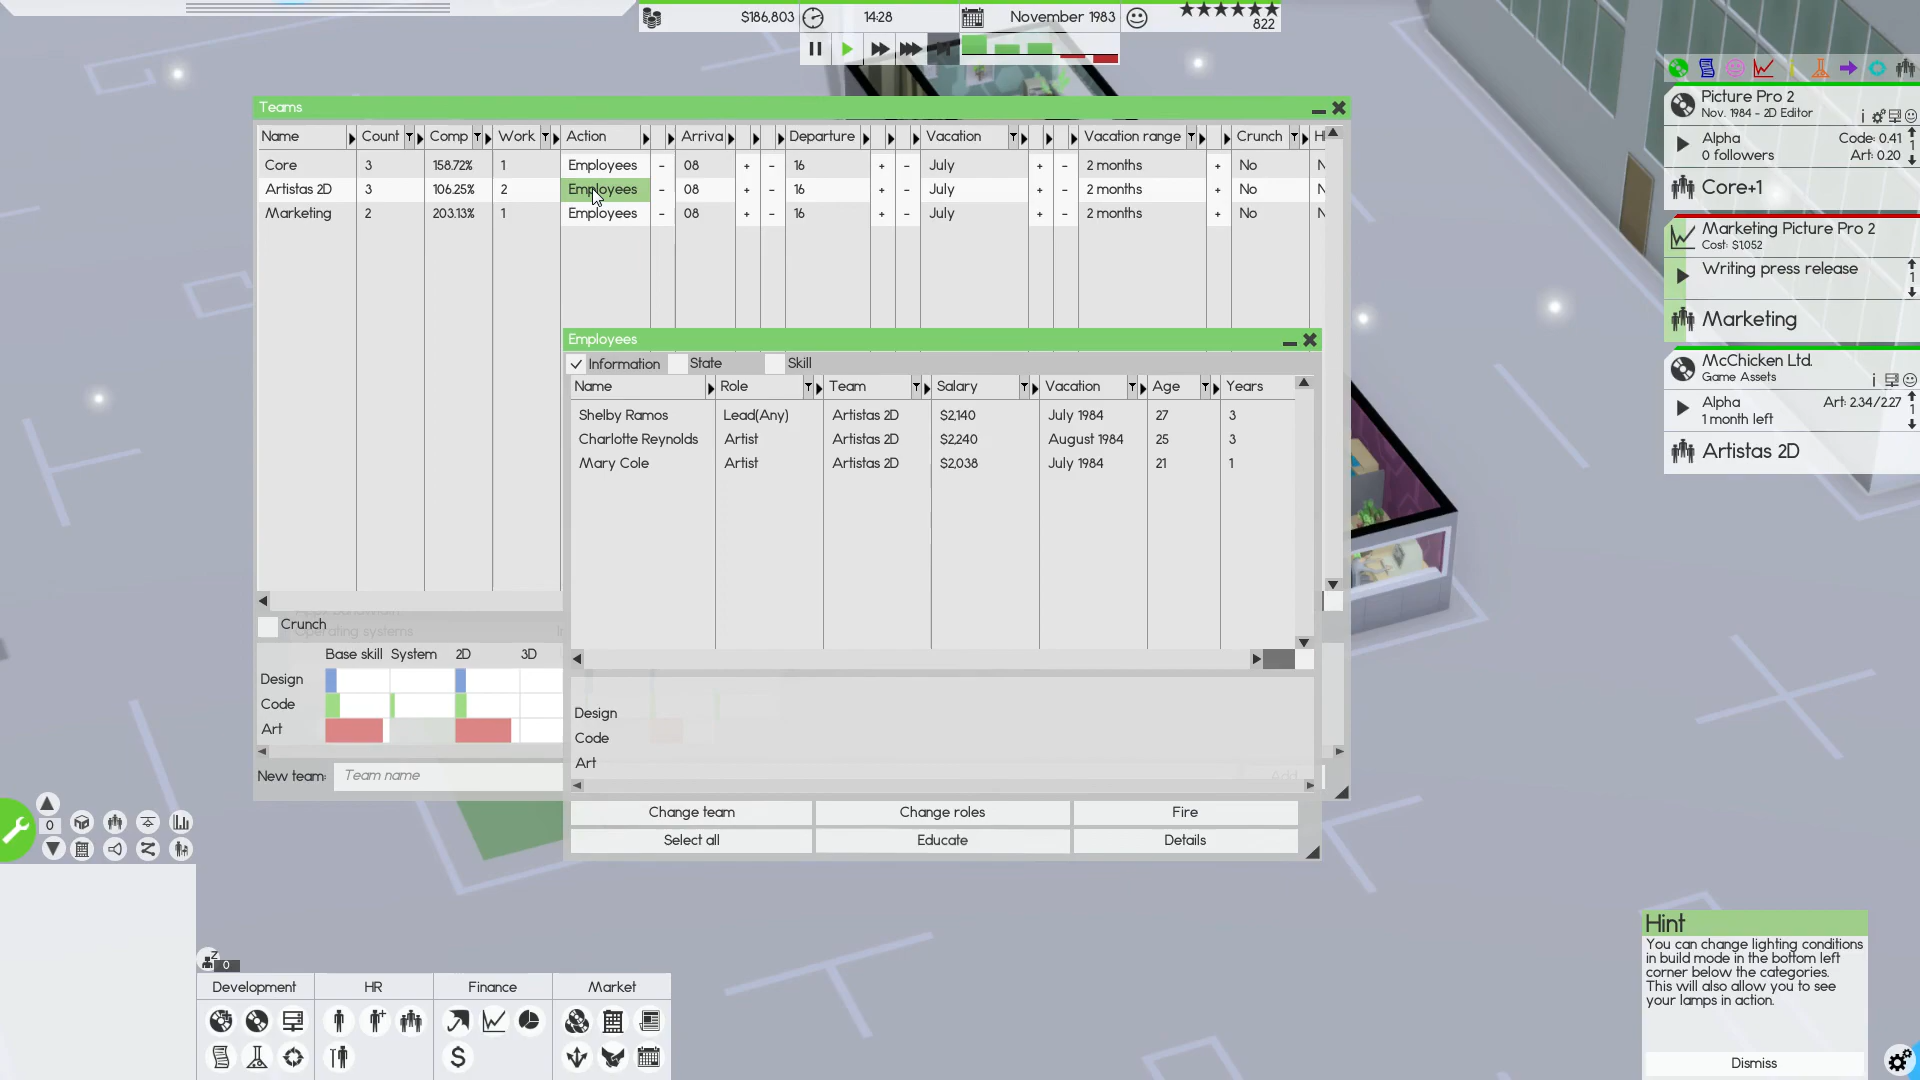 $186,803
14:28
November 1983
★★★★★★
822
Teams
Name Count Comp Work Action Arriva Departure Vacation Vacation range Crunch H
Core 3 158.72% 1 Employees - 08 + - 16 + - July + - 2 months + No N
Artistas 2D 3 106.25% 2 Employees - 08 + - 16 + - July + - 2 months + No N
Marketing 2 203.13% 1 Employees - 08 + - 16 + - July + - 2 months + No N
Employees
Information State Skill
Name Role Team Salary Vacation Age Years
Shelby Ramos Lead(Any) Artistas 2D $2,140 July 1984 27 3
Charlotte Reynolds Artist Artistas 2D $2,240 August 1984 25 3
Mary Cole Artist Artistas 2D $2,038 July 1984 21 1
Crunch
Operating systems
Base skill System 2D 3D
Design
Code
Art
New team: Team name
Add
Design
Code
Art
Change team Change roles Fire
Select all Educate Details
Picture Pro 2
Nov. 1984 - 2D Editor
Alpha Code: 0.41
0 followers Art: 0.20
1
Core+1
Marketing Picture Pro 2
Cost: $1,052
Writing press release
1
Marketing
McChicken Ltd.
Game Assets
Alpha Art: 2.34/2.27
1 month left
1
Artistas 2D
0
Z
0
Development HR Finance Market
Hint
You can change lighting conditions
in build mode in the bottom left
corner below the categories.
This will also allow you to see
your lamps in action.
Dismiss